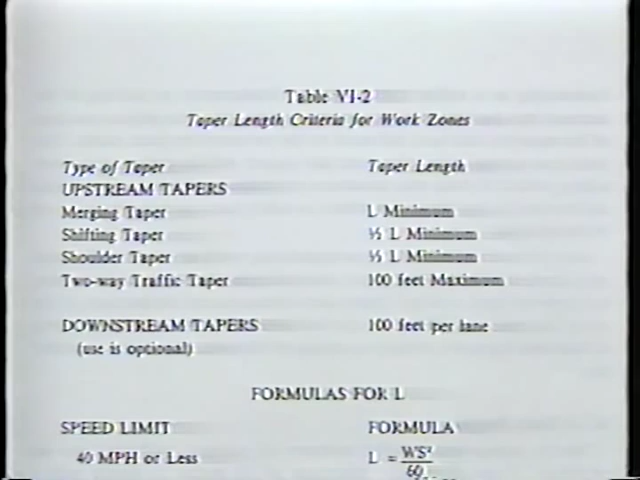 Table VI-2
Taper Length Criteria for Work Zones
Type of Taper Taper Length
UPSTREAM TAPERS
Merging Taper L Minimum
Shifting Taper ½ L Minimum
Shoulder Taper ⅓ L Minimum
Two-way Traffic Taper 100 feet Maximum
DOWNSTREAM TAPERS 100 feet per lane
(use is optional)
FORMULAS FOR L
SPEED LIMIT FORMULA
40 MPH or Less L = WS²/60